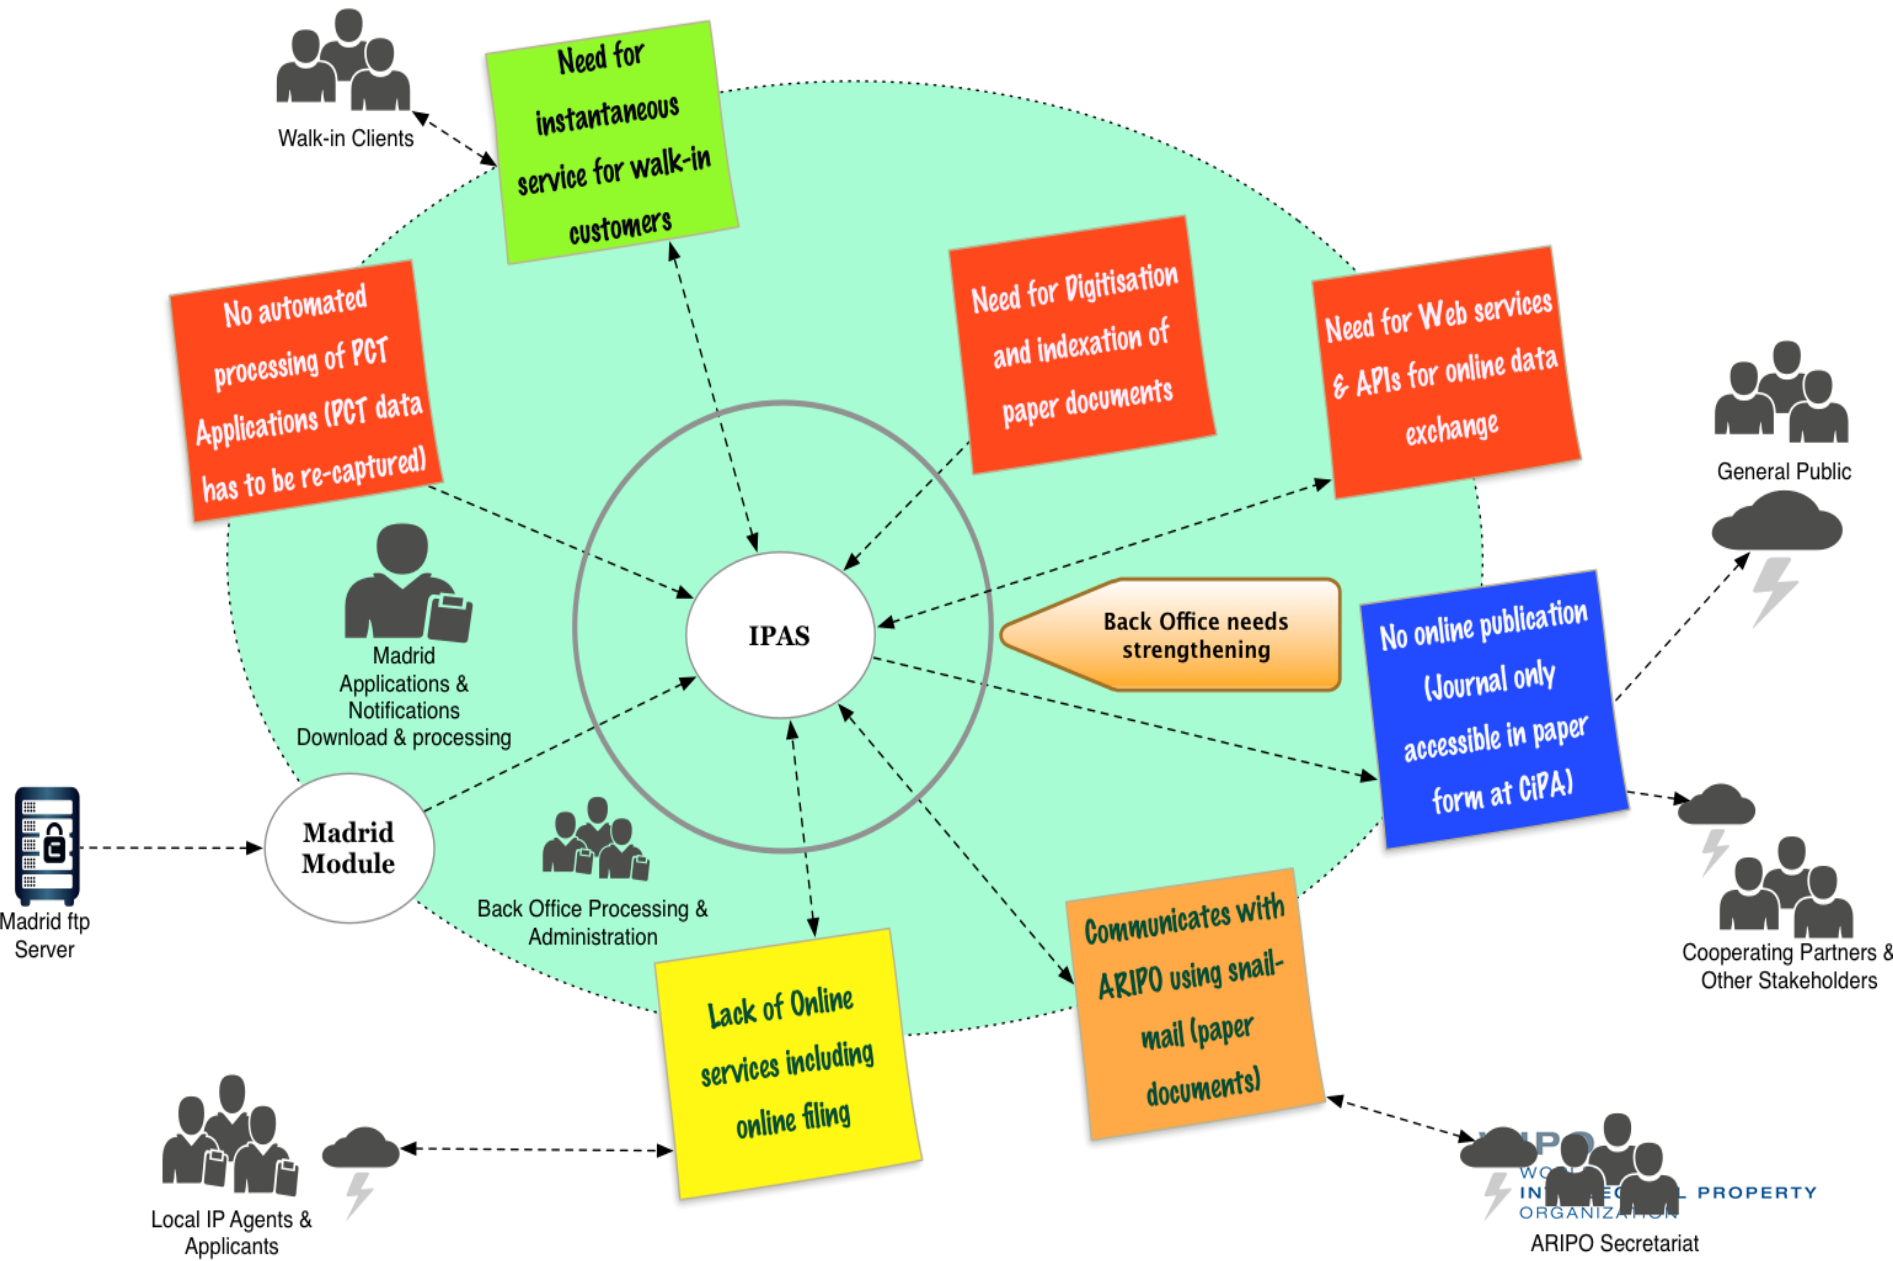 Walk-in Clients
Need for
instantaneous
service for walk-in
customers
No automated
processing of PCT
Applications (PCT data
has to be re-captured)
Need for Digitisation
and indexation of
paper documents
Need for Web services
& APIs for online data
exchange
General Public
IPAS
Back Office needs
strengthening
No online publication
(Journal only
accessible in paper
form at CiPA)
Madrid
Applications &
Notifications
Download & processing
Madrid
Module
Madrid ftp
Server
Back Office Processing &
Administration
Cooperating Partners &
Other Stakeholders
Lack of Online
services including
online filing
Communicates with
ARIPO using snail-
mail (paper
documents)
Local IP Agents &
Applicants
PROPERTY
ARIPO Secretariat